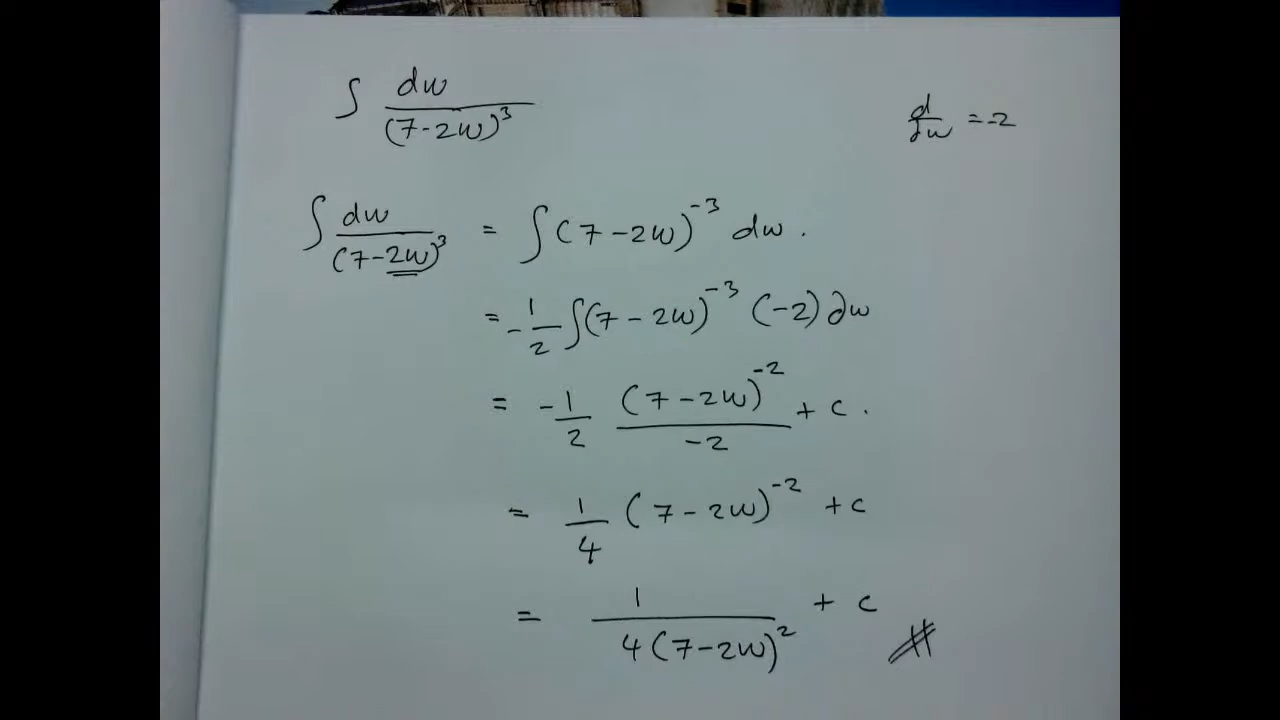 ∫ dw / (7-2w)^3
d/dw = -2
∫ dw / (7-2w)^3 = ∫ (7-2w)^-3 dw.
= -1/2 ∫ (7-2w)^-3 (-2) ∂w
= -1/2 (7-2w)^-2 / -2 + c.
= 1/4 (7-2w)^-2 + c
= 1 / 4(7-2w)^2 + c #